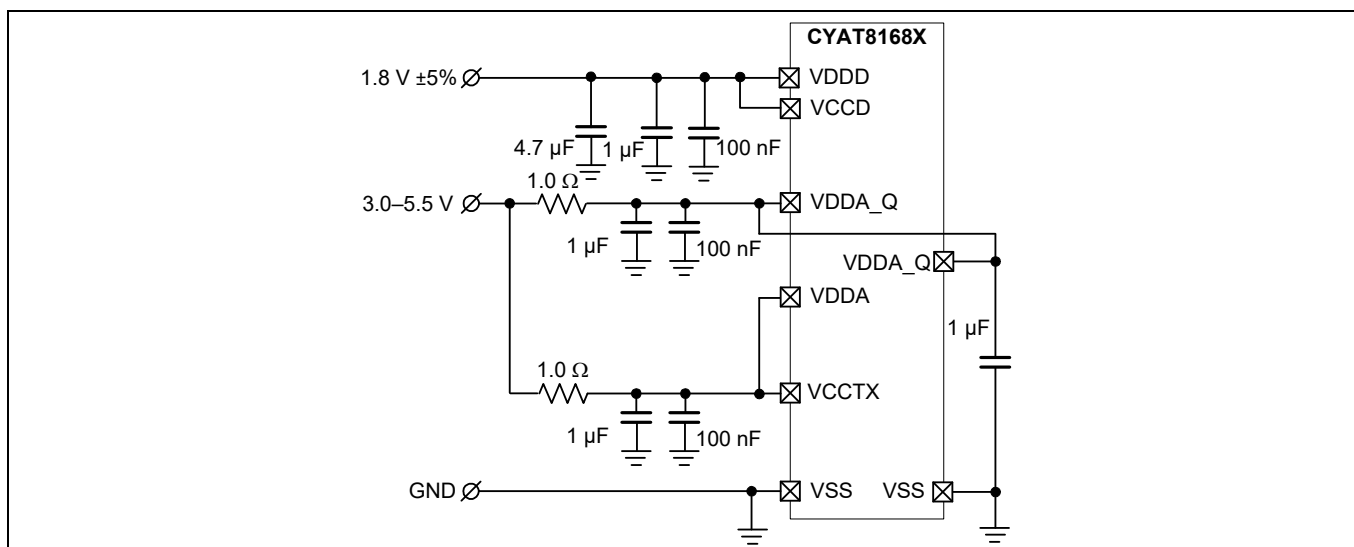 CYAT8168X
1.8 V ±5%
VDDD
VCCD
4.7 µF
1 µF
100 nF
1.0 Ω
3.0–5.5 V
VDDA_Q
1 µF
100 nF
VDDA_Q
VDDA
1 µF
1.0 Ω
VCCTX
1 µF
100 nF
GND
VSS
VSS